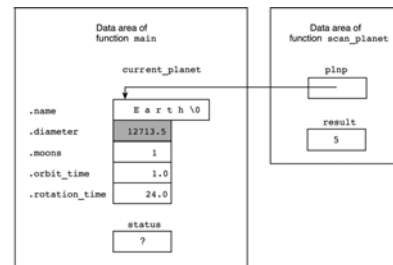 Data area of
function main
current_planet
.name
E a r t h \0
.diameter
12713.5
.moons
1
.orbit_time
1.0
.rotation_time
24.0
status
?
Data area of
function scan_planet
plnp
result
5